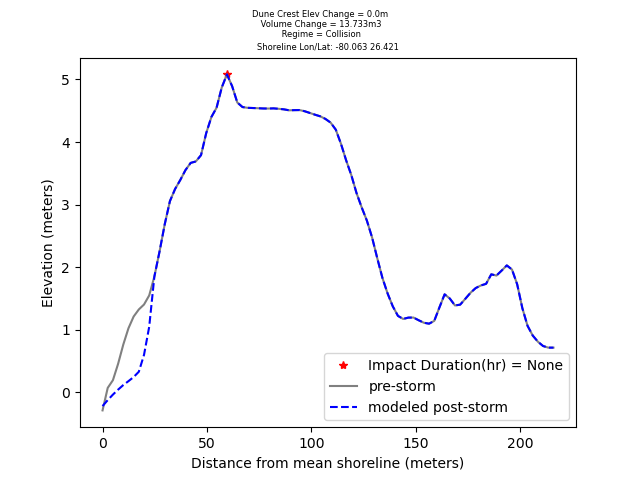 Dune Crest Elev Change = 0.0m
Volume Change = 13.733m3
Regime = Collision
Shoreline Lon/Lat: -80.063 26.421
Elevation (meters)
5
4
3
2
1
0
Impact Duration(hr) = None
pre-storm
modeled post-storm
0 50 100 150 200
Distance from mean shoreline (meters)